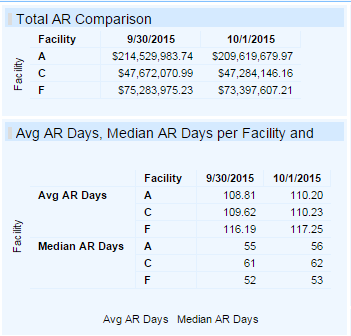 Total AR Comparison
Facility 9/30/2015 10/1/2015
A $214,529,983.74 $209,619,679.97
C $47,672,070.99 $47,284,146.16
F $75,283,975.23 $73,397,607.21
Facility
Avg AR Days, Median AR Days per Facility and
Facility 9/30/2015 10/1/2015
Avg AR Days A 108.81 110.20
C 109.62 110.23
F 116.19 117.25
Median AR Days A 55 56
C 61 62
F 52 53
Facility
Avg AR Days Median AR Days